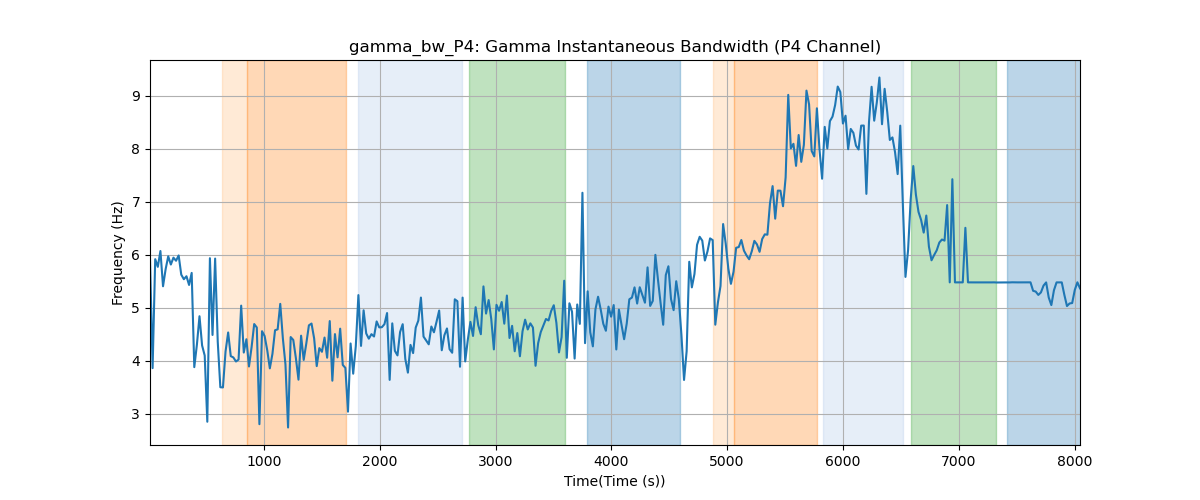 gamma_bw_P4: Gamma Instantaneous Bandwidth (P4 Channel)
9
8
7
6
5
4
3
Frequency (Hz)
1000 2000 3000 4000 5000 6000 7000 8000
Time(Time (s))